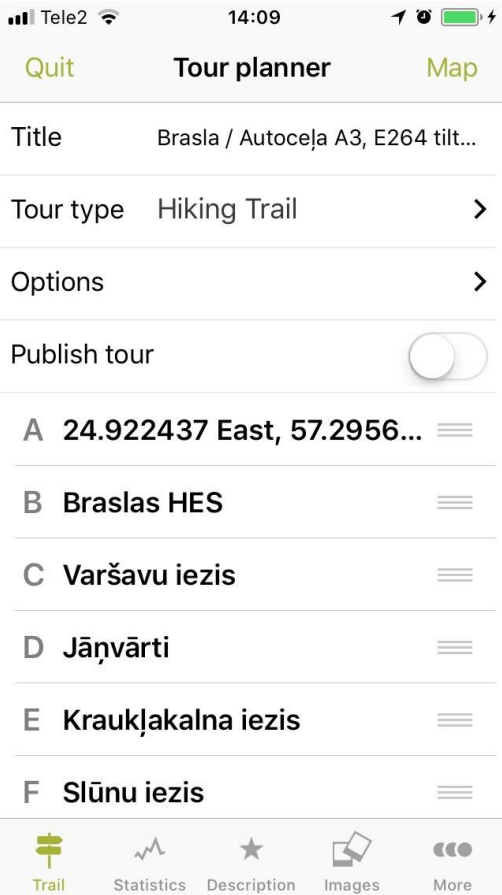 Tele2 14:09
Quit Tour planner Map
Title Brasla / Autoceļa A3, E264 tilt...
Tour type Hiking Trail
Options
Publish tour
A 24.922437 East, 57.2956...
B Braslas HES
C Varšavu iezis
D Jāņvārti
E Kraukļakalna iezis
F Slūnu iezis
Trail Statistics Description Images More